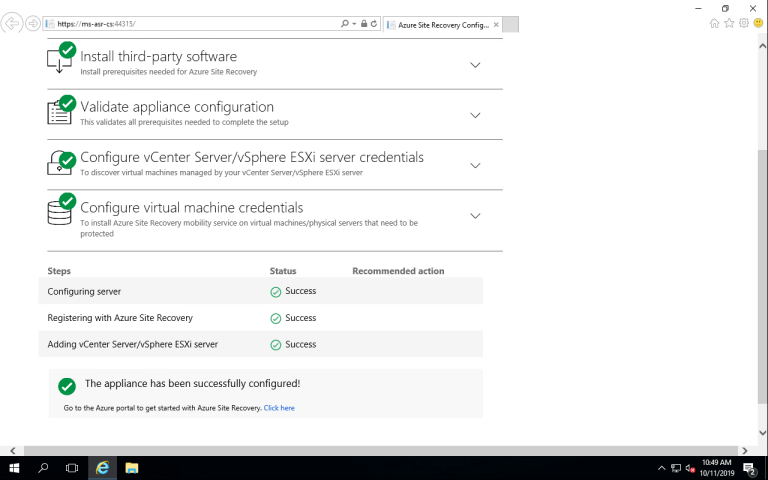 https://ms-asr-cs:44315/
Azure Site Recovery Config...
Install third-party software
Install prerequisites needed for Azure Site Recovery
Validate appliance configuration
This validates all prerequisites needed to complete the setup
Configure vCenter Server/vSphere ESXi server credentials
To discover virtual machines managed by your vCenter Server/vSphere ESXi server
Configure virtual machine credentials
To install Azure Site Recovery mobility service on virtual machines/physical servers that need to be
protected
Steps Status Recommended action
Configuring server Success
Registering with Azure Site Recovery Success
Adding vCenter Server/vSphere ESXi server Success
The appliance has been successfully configured!
Go to the Azure portal to get started with Azure Site Recovery. Click here
10:49 AM
10/11/2019
2